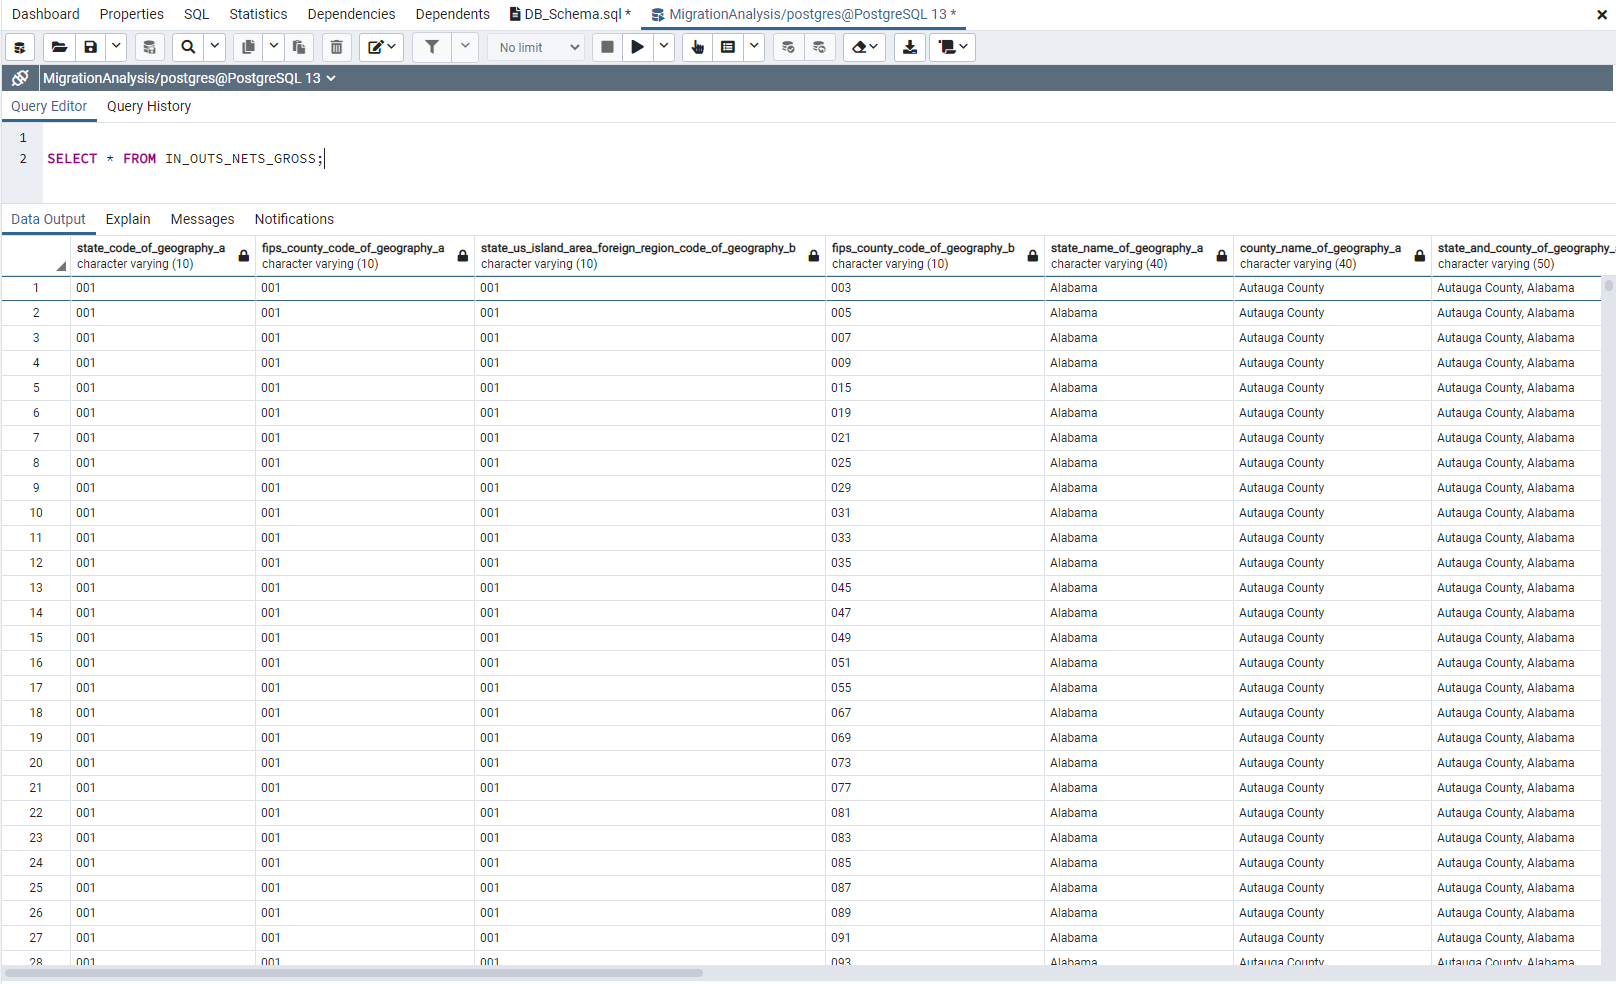 Dashboard Properties SQL Statistics Dependencies Dependents DB_Schema.sql * MigrationAnalysis/postgres@PostgreSQL 13 *
No limit
MigrationAnalysis/postgres@PostgreSQL 13
Query Editor Query History
1
2 SELECT * FROM IN_OUTS_NETS_GROSS;
Data Output Explain Messages Notifications
state_code_of_geography_a fips_county_code_of_geography_a state_us_island_area_foreign_region_code_of_geography_b fips_county_code_of_geography_b state_name_of_geography_a county_name_of_geography_a state_and_county_of_geography_
character varying (10) character varying (10) character varying (10) character varying (10) character varying (40) character varying (40) character varying (50)
1 001 001 001 003 Alabama Autauga County Autauga County, Alabama
2 001 001 001 005 Alabama Autauga County Autauga County, Alabama
3 001 001 001 007 Alabama Autauga County Autauga County, Alabama
4 001 001 001 009 Alabama Autauga County Autauga County, Alabama
5 001 001 001 015 Alabama Autauga County Autauga County, Alabama
6 001 001 001 019 Alabama Autauga County Autauga County, Alabama
7 001 001 001 021 Alabama Autauga County Autauga County, Alabama
8 001 001 001 025 Alabama Autauga County Autauga County, Alabama
9 001 001 001 029 Alabama Autauga County Autauga County, Alabama
10 001 001 001 031 Alabama Autauga County Autauga County, Alabama
11 001 001 001 033 Alabama Autauga County Autauga County, Alabama
12 001 001 001 035 Alabama Autauga County Autauga County, Alabama
13 001 001 001 045 Alabama Autauga County Autauga County, Alabama
14 001 001 001 047 Alabama Autauga County Autauga County, Alabama
15 001 001 001 049 Alabama Autauga County Autauga County, Alabama
16 001 001 001 051 Alabama Autauga County Autauga County, Alabama
17 001 001 001 055 Alabama Autauga County Autauga County, Alabama
18 001 001 001 067 Alabama Autauga County Autauga County, Alabama
19 001 001 001 069 Alabama Autauga County Autauga County, Alabama
20 001 001 001 073 Alabama Autauga County Autauga County, Alabama
21 001 001 001 077 Alabama Autauga County Autauga County, Alabama
22 001 001 001 081 Alabama Autauga County Autauga County, Alabama
23 001 001 001 083 Alabama Autauga County Autauga County, Alabama
24 001 001 001 085 Alabama Autauga County Autauga County, Alabama
25 001 001 001 087 Alabama Autauga County Autauga County, Alabama
26 001 001 001 089 Alabama Autauga County Autauga County, Alabama
27 001 001 001 091 Alabama Autauga County Autauga County, Alabama
28 001 001 001 093 Alabama Autauga County Autauga County, Alabama